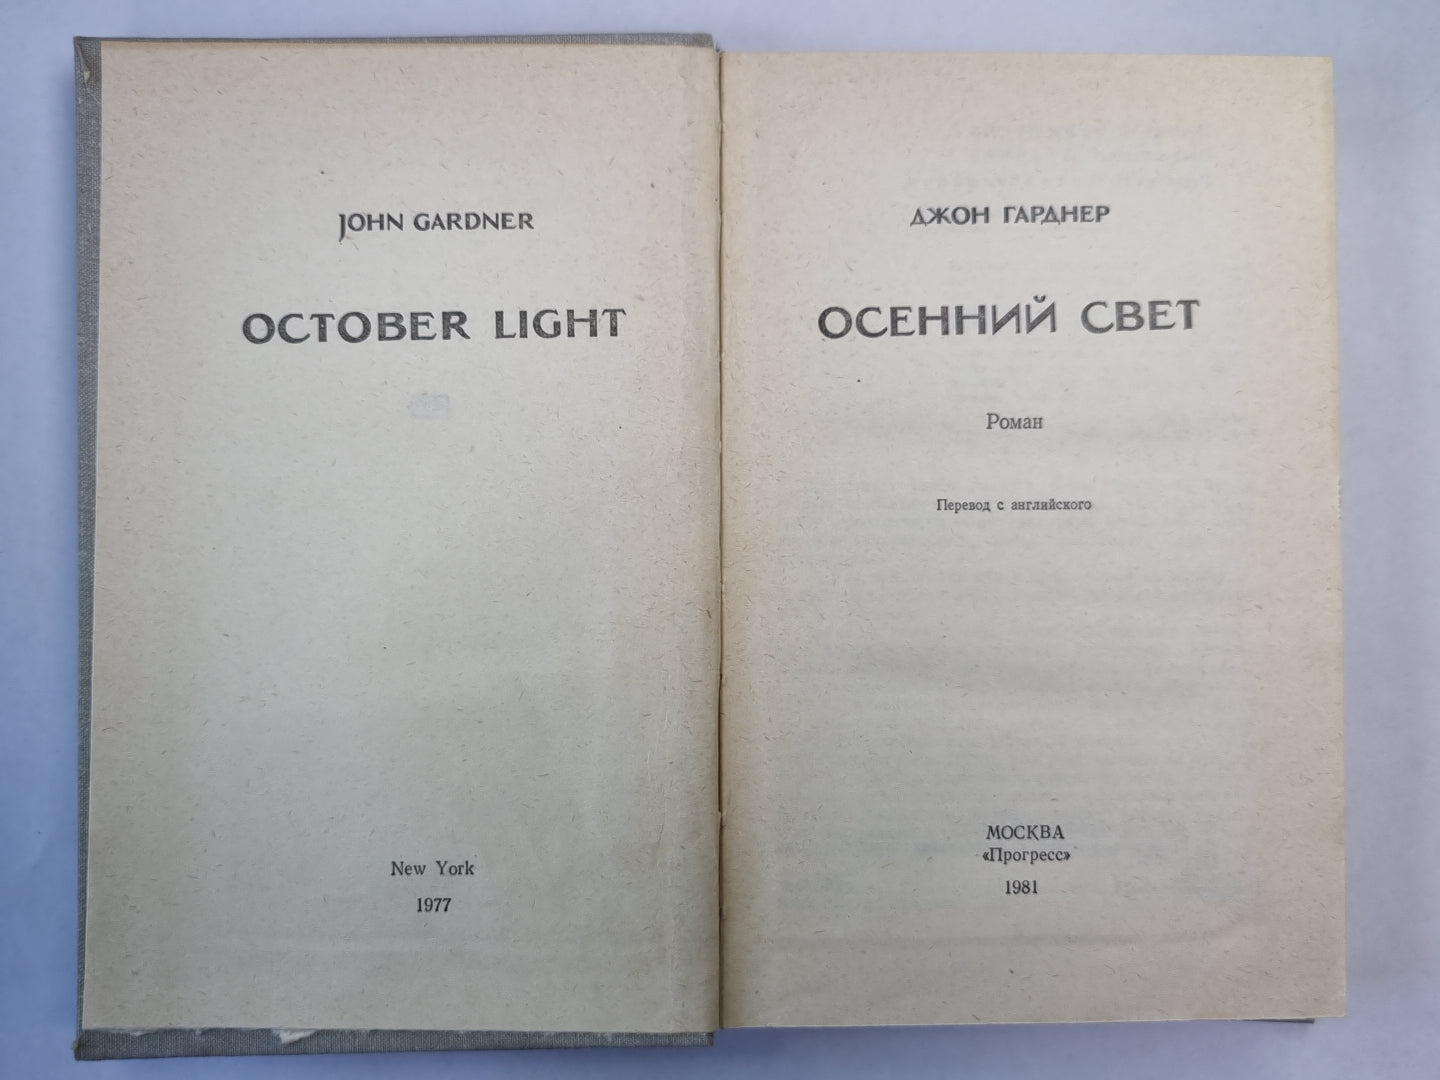 JOHN GARDNER
OCTOBER LIGHT
New York
1977
ДЖОН ГАРДНЕР
ОСЕННИЙ СВЕТ
Роман
Перевод с английского
МОСКВА
«Прогресс»
1981